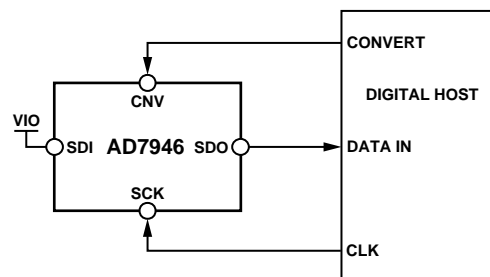 CONVERT
CNV
DIGITAL HOST
VIO
SDI AD7946 SDO
DATA IN
SCK
CLK